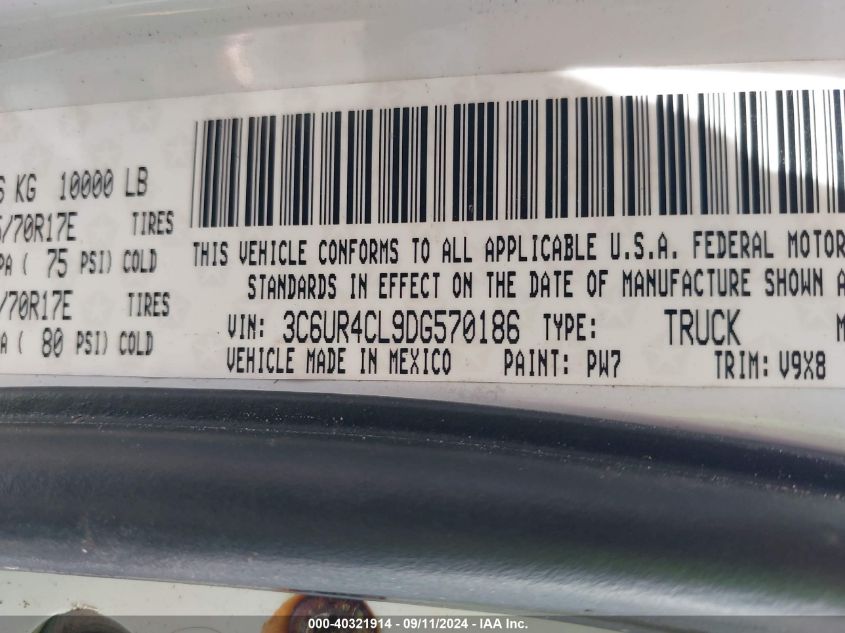 KG 10000 LB
/70R17E TIRES
PA ( 75 PSI) COLD
/70R17E TIRES
A ( 80 PSI) COLD
THIS VEHICLE CONFORMS TO ALL APPLICABLE U.S.A. FEDERAL MOTOR
STANDARDS IN EFFECT ON THE DATE OF MANUFACTURE SHOWN A
VIN: 3C6UR4CL9DG570186 TYPE: TRUCK M
VEHICLE MADE IN MEXICO PAINT: PW7 TRIM: V9X8
000-40321914 - 09/11/2024 - IAA Inc.